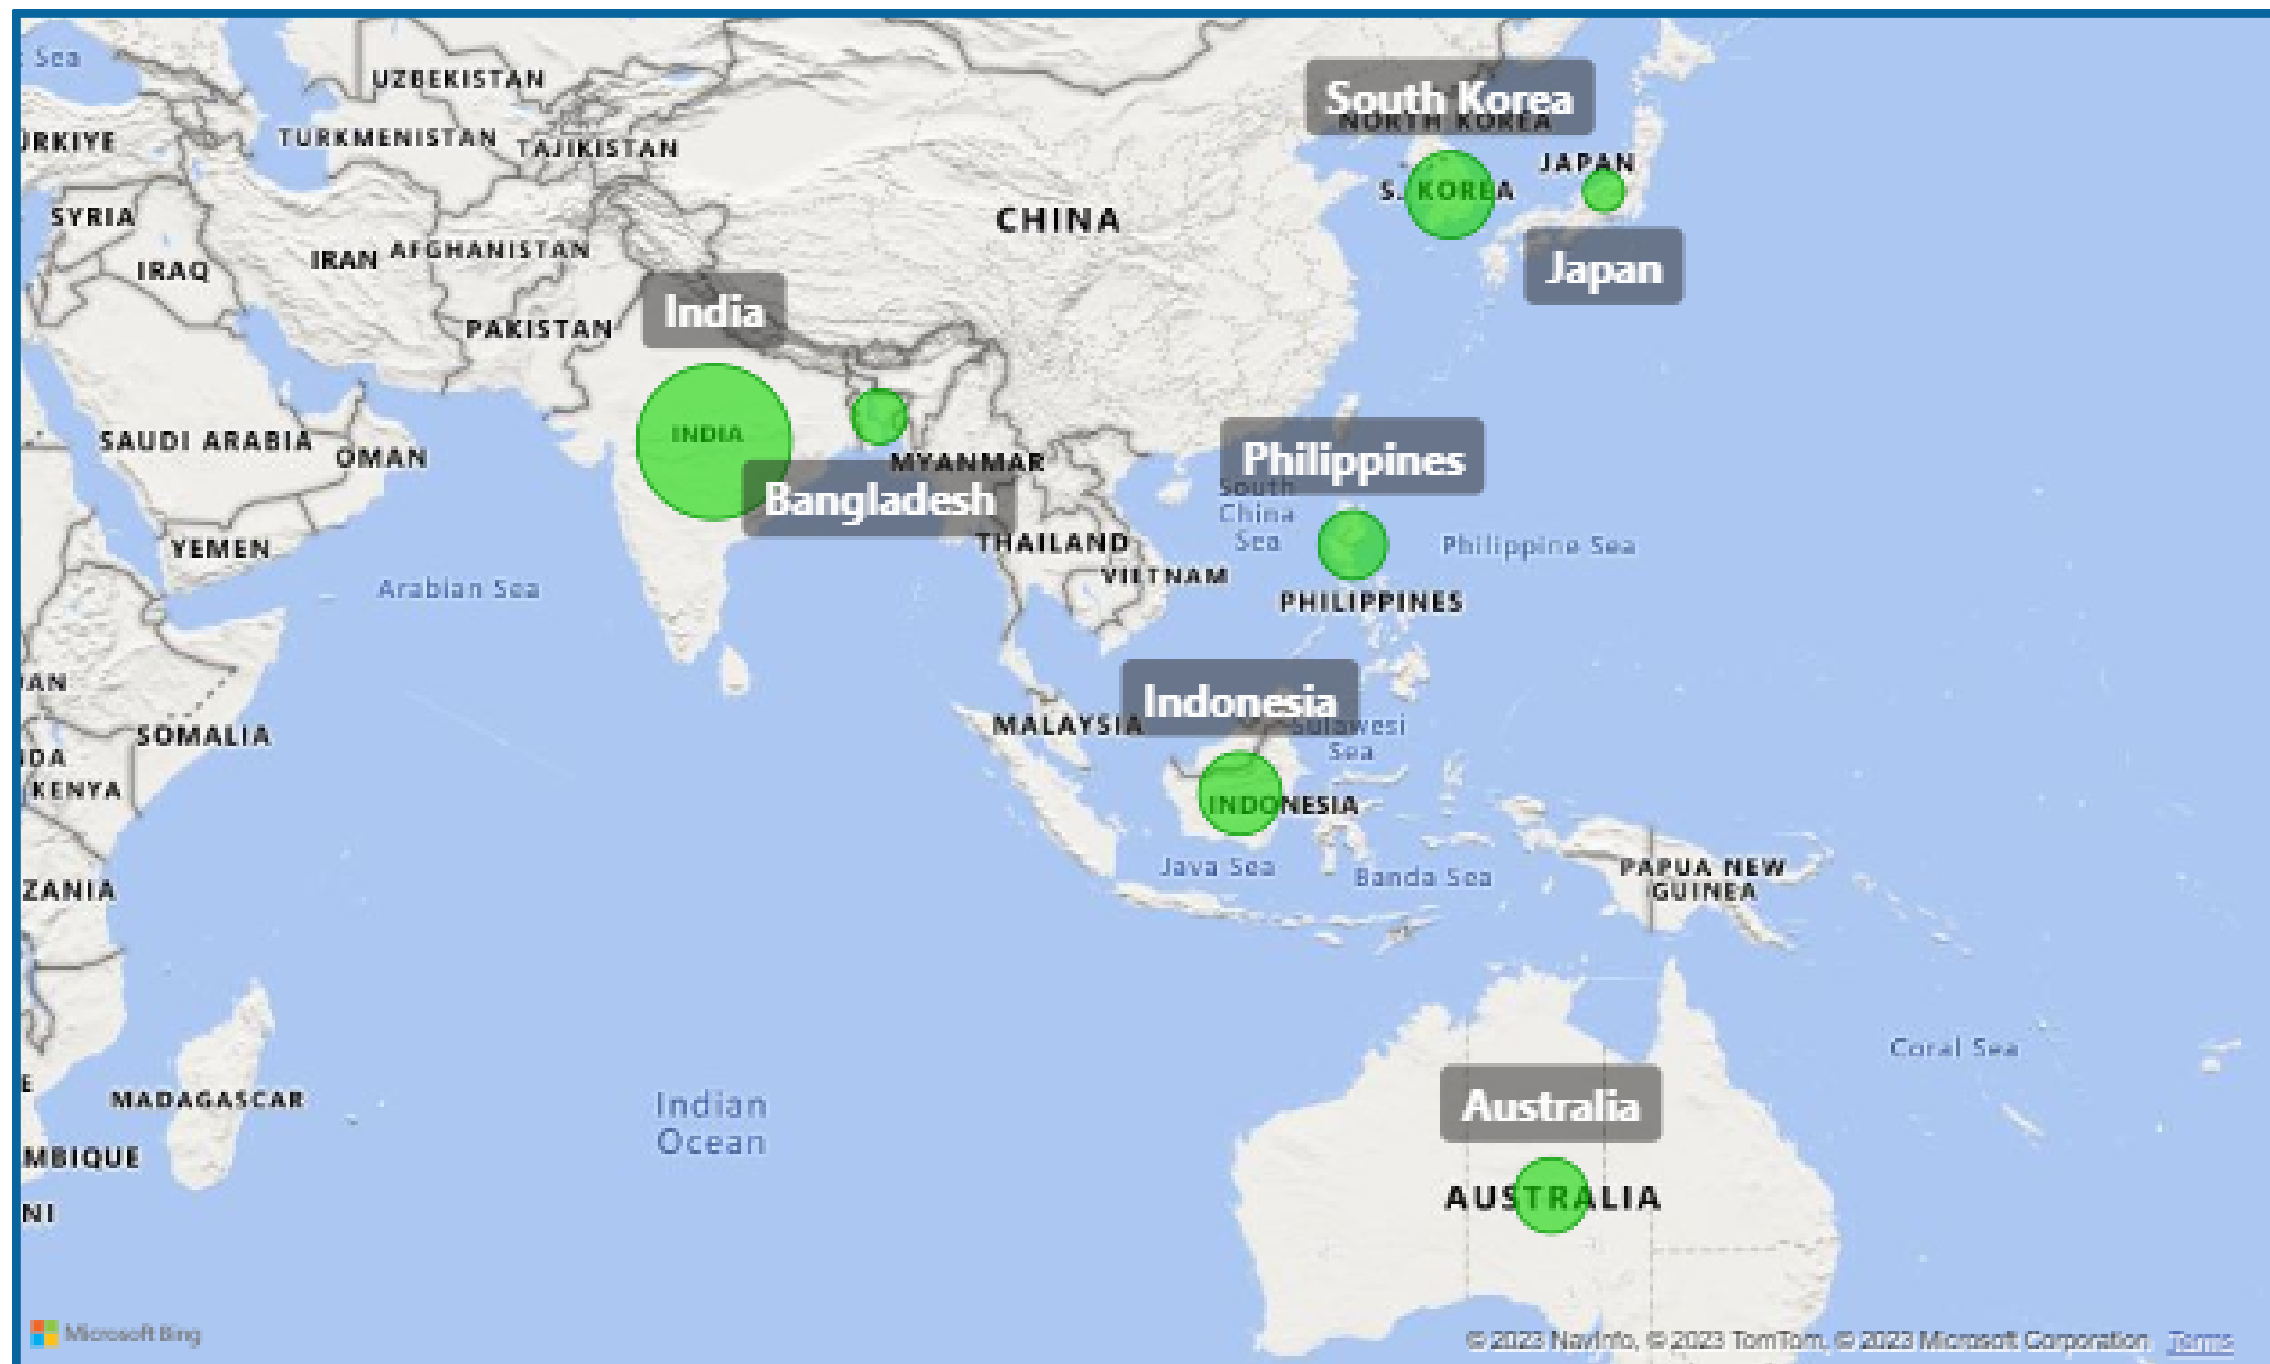 Sea
UZBEKISTAN
South Korea
NORTH KOREA
TURKMENISTAN
TAJIKISTAN
JAPAN
SYRIA
CHINA
S. KOREA
IRAN
AFGHANISTAN
IRAQ
Japan
India
PAKISTAN
SAUDI ARABIA
OMAN
INDIA
MYANMAR
Philippines
Bangladesh
South
China
Sea
YEMEN
THAILAND
Philippine Sea
Arabian Sea
VIETNAM
PHILIPPINES
Indonesia
SOMALIA
MALAYSIA
Sulawesi
Sea
KENYA
INDONESIA
Java Sea
Banda Sea
PAPUA NEW
GUINEA
ZANIA
Coral Sea
MADAGASCAR
Indian
Ocean
Australia
MBIQUE
AUSTRALIA
NI
Microsoft Bing
© 2023 NavInfo, © 2023 TomTom, © 2023 Microsoft Corporation Terms